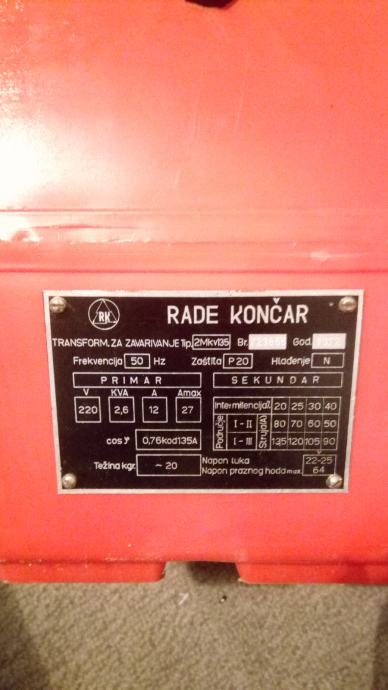 RK
RADE KONČAR
TRANSFORM. ZA ZAVARIVANJE Tip. 2MkV135 Br. God.
Frekvencija 50 Hz Zaštita P20 Hlađenje N
PRIMAR SEKUNDAR
V KVA A Amax
220 2,6 12 27
Intermitencija% 20 25 30 40
Područje Struja(A)
I-II 80 70 60 50
I-III 135 120 105 90
cos φ 0,76kod135A
Težina kgr. ~20
Napon luka V 22-25
Napon praznog hoda max. 64